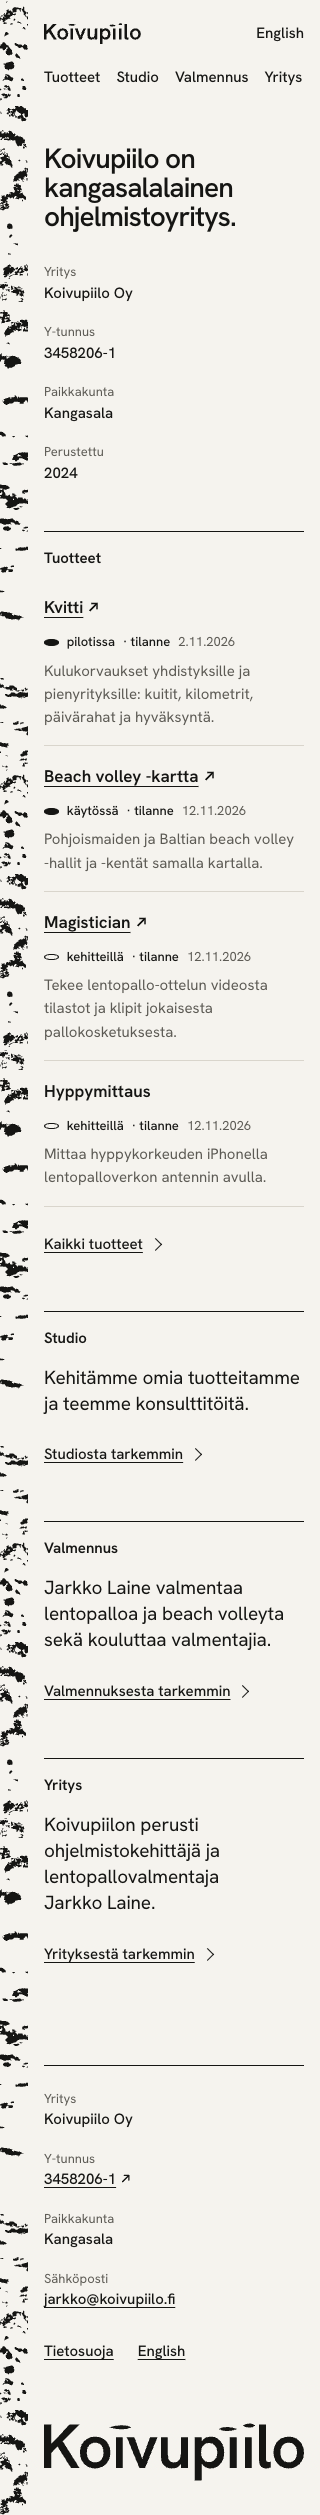 Koivupiilo
English
Tuotteet Studio Valmennus Yritys
Koivupiilo on
kangasalalainen
ohjelmistoyritys.
Yritys
Koivupiilo Oy
Y-tunnus
3458206-1
Paikkakunta
Kangasala
Perustettu
2024
Tuotteet
Kvitti ↗
pilotissa · tilanne 2.11.2026
Kulukorvaukset yhdistyksille ja
pienyrityksille: kuitit, kilometrit,
päivärahat ja hyväksyntä.
Beach volley -kartta ↗
käytössä · tilanne 12.11.2026
Pohjoismaiden ja Baltian beach volley
-hallit ja -kentät samalla kartalla.
Magistician ↗
kehitteillä · tilanne 12.11.2026
Tekee lentopallo-ottelun videosta
tilastot ja klipit jokaisesta
pallokosketuksesta.
Hyppymittaus
kehitteillä · tilanne 12.11.2026
Mittaa hyppykorkeuden iPhonella
lentopalloverkon antennin avulla.
Kaikki tuotteet
Studio
Kehitämme omia tuotteitamme
ja teemme konsulttitöitä.
Studiosta tarkemmin
Valmennus
Jarkko Laine valmentaa
lentopalloa ja beach volleyta
sekä kouluttaa valmentajia.
Valmennuksesta tarkemmin
Yritys
Koivupiilon perusti
ohjelmistokehittäjä ja
lentopallovalmentaja
Jarkko Laine.
Yrityksestä tarkemmin
Yritys
Koivupiilo Oy
Y-tunnus
3458206-1 ↗
Paikkakunta
Kangasala
Sähköposti
jarkko@koivupiilo.fi
Tietosuoja English
Koivupiilo